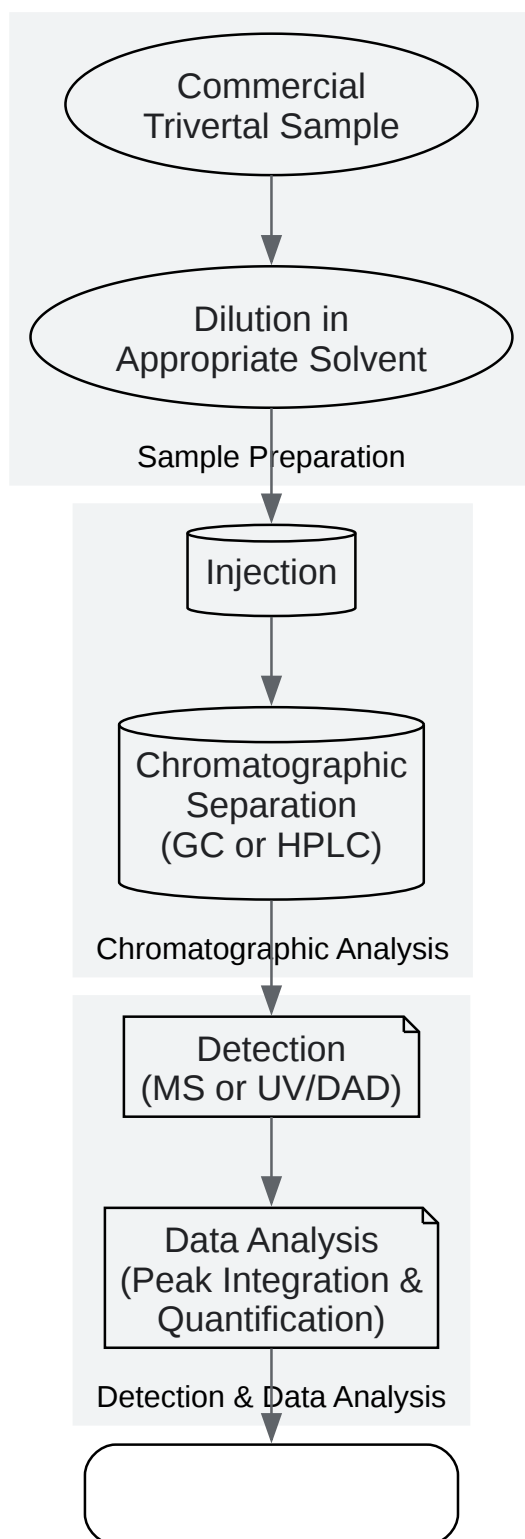 Commercial
Trivertal Sample
Dilution in
Appropriate Solvent
Sample Preparation
Injection
Chromatographic
Separation
(GC or HPLC)
Chromatographic Analysis
Detection
(MS or UV/DAD)
Data Analysis
(Peak Integration &
Quantification)
Detection & Data Analysis